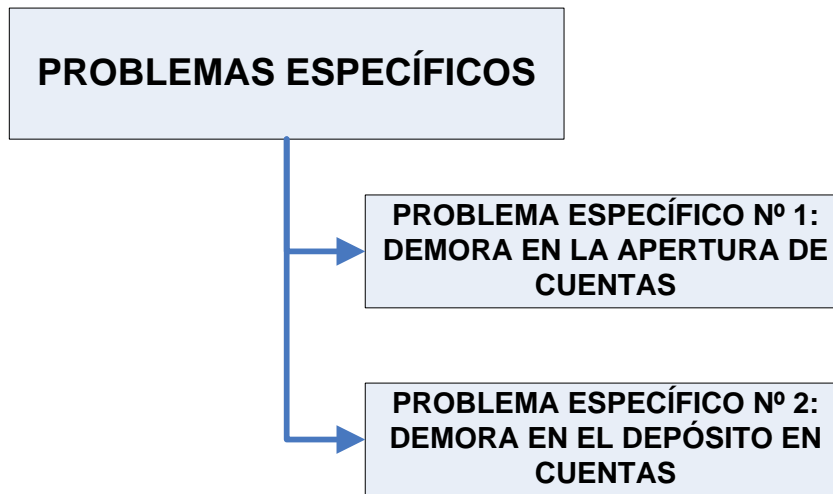 PROBLEMAS ESPECÍFICOS
PROBLEMA ESPECÍFICO Nº 1:
DEMORA EN LA APERTURA DE
CUENTAS
PROBLEMA ESPECÍFICO Nº 2:
DEMORA EN EL DEPÓSITO EN
CUENTAS